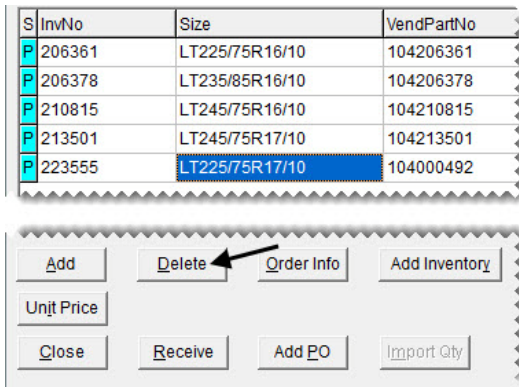 S InvNo Size VendPartNo
P 206361 LT225/75R16/10 104206361
P 206378 LT235/85R16/10 104206378
P 210815 LT245/75R16/10 104210815
P 213501 LT245/75R17/10 104213501
P 223555 LT225/75R17/10 104000492
Add Delete Order Info Add Inventory
Unit Price
Close Receive Add PO Import Qty